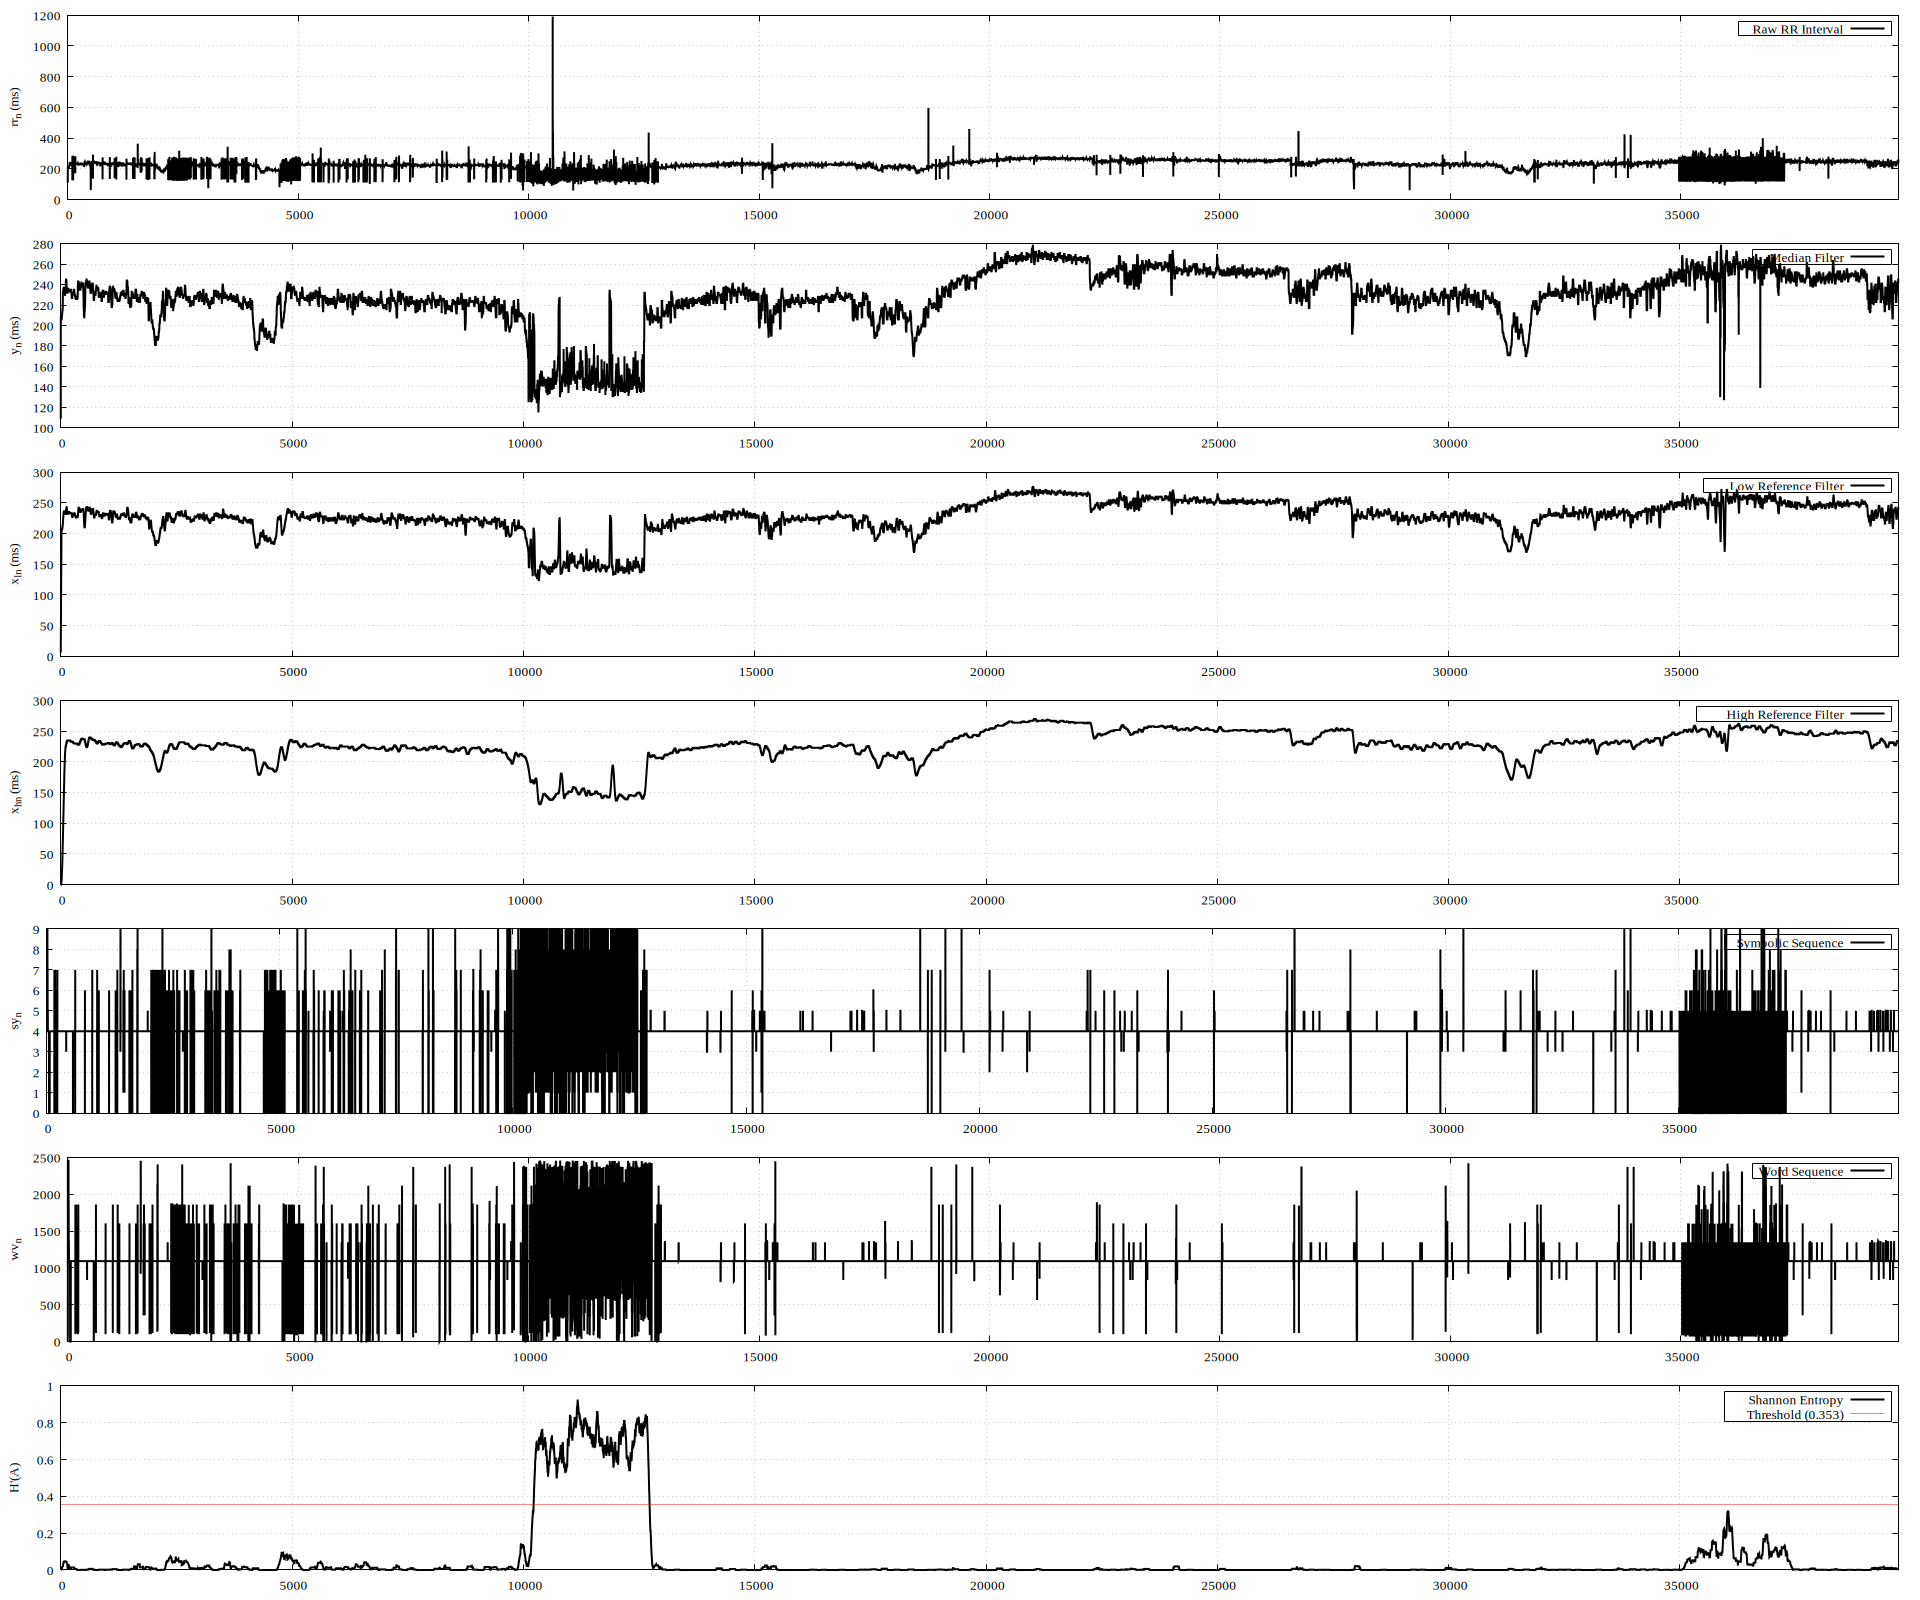 1200
1000
800
600
400
200
0
rrn (ms)
Raw RR Interval
0 5000 10000 15000 20000 25000 30000 35000
280
260
240
220
200
180
160
140
120
100
yn (ms)
Median Filter
0 5000 10000 15000 20000 25000 30000 35000
300
250
200
150
100
50
0
xln (ms)
Low Reference Filter
0 5000 10000 15000 20000 25000 30000 35000
300
250
200
150
100
50
0
xhn (ms)
High Reference Filter
0 5000 10000 15000 20000 25000 30000 35000
9
8
7
6
5
4
3
2
1
0
syn
Symbolic Sequence
0 5000 10000 15000 20000 25000 30000 35000
2500
2000
1500
1000
500
0
wvn
Word Sequence
0 5000 10000 15000 20000 25000 30000 35000
1
0.8
0.6
0.4
0.2
0
H'(A)
Shannon Entropy
Threshold (0.353)
0 5000 10000 15000 20000 25000 30000 35000